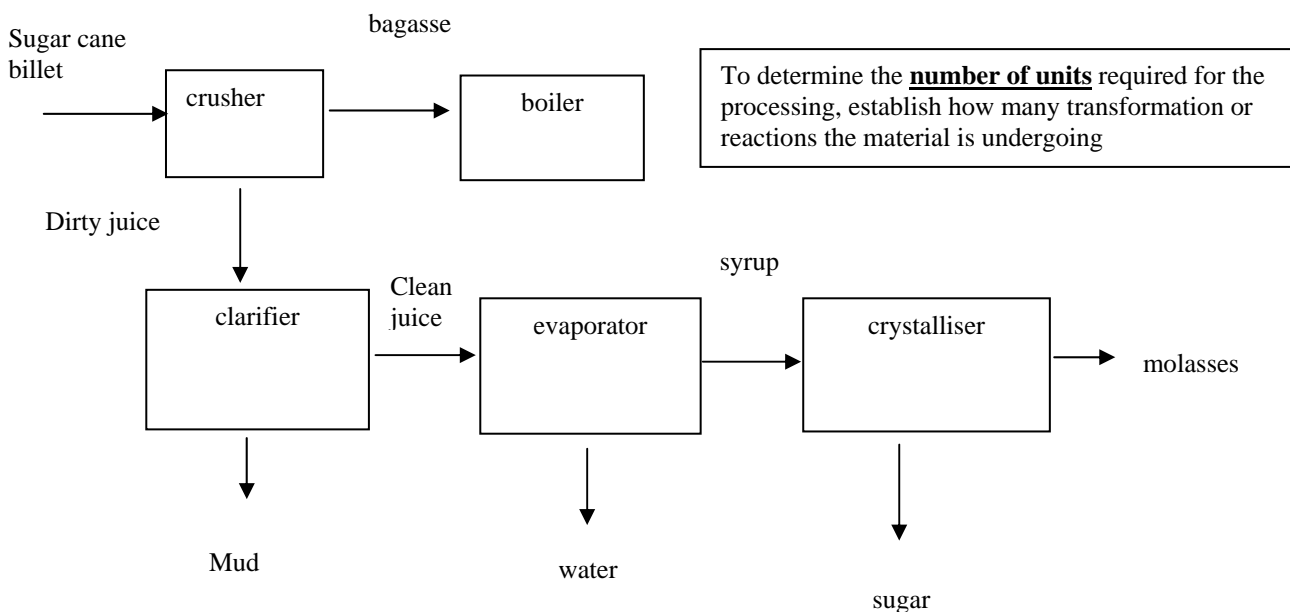 Sugar cane
billet
bagasse
crusher
boiler
To determine the number of units required for the
processing, establish how many transformation or
reactions the material is undergoing
Dirty juice
clarifier
Clean
juice
evaporator
syrup
crystalliser
molasses
Mud
water
sugar